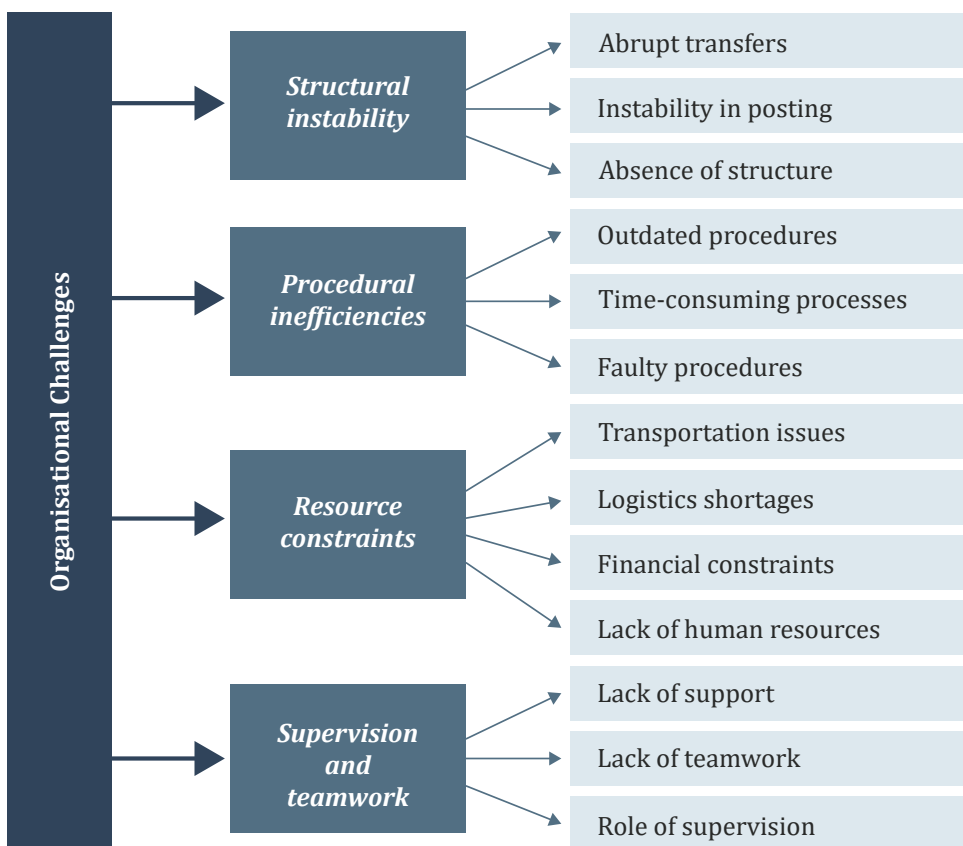 Organisational Challenges
Structural
instability
Abrupt transfers
Instability in posting
Absence of structure
Procedural
inefficiencies
Outdated procedures
Time-consuming processes
Faulty procedures
Resource
constraints
Transportation issues
Logistics shortages
Financial constraints
Lack of human resources
Supervision
and
teamwork
Lack of support
Lack of teamwork
Role of supervision